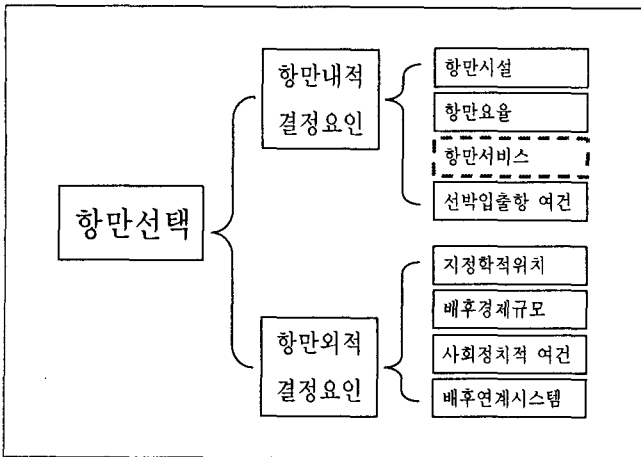 항만선택
항만내적
결정요인
항만시설
항만요율
항만서비스
선박입출항 여건
항만외적
결정요인
지정학적위치
배후경제규모
사회정치적 여건
배후연계시스템